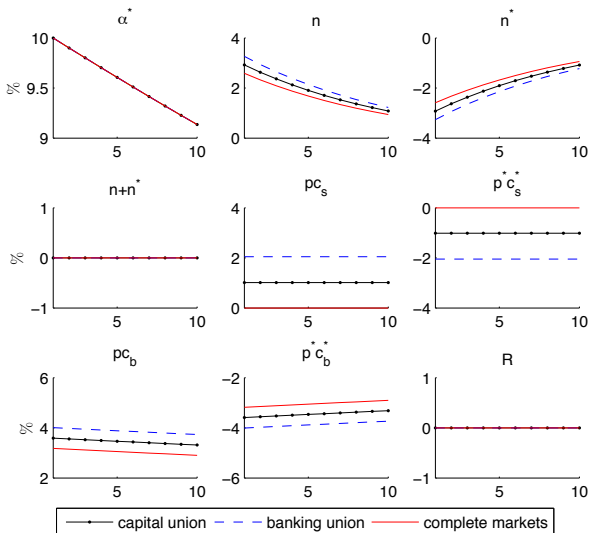 α* n n*
10 4 0
% 9.5 2 −2
9 0 −4
5 10 5 10 5 10
n+n* pc_s p*c*_s
1 4 0
% 0 2 −2
−1 0 −4
5 10 5 10 5 10
pc_b p*c*_b R
6 −2 1
% 4 −4 0
2 −6 −1
5 10 5 10 5 10
capital union banking union complete markets